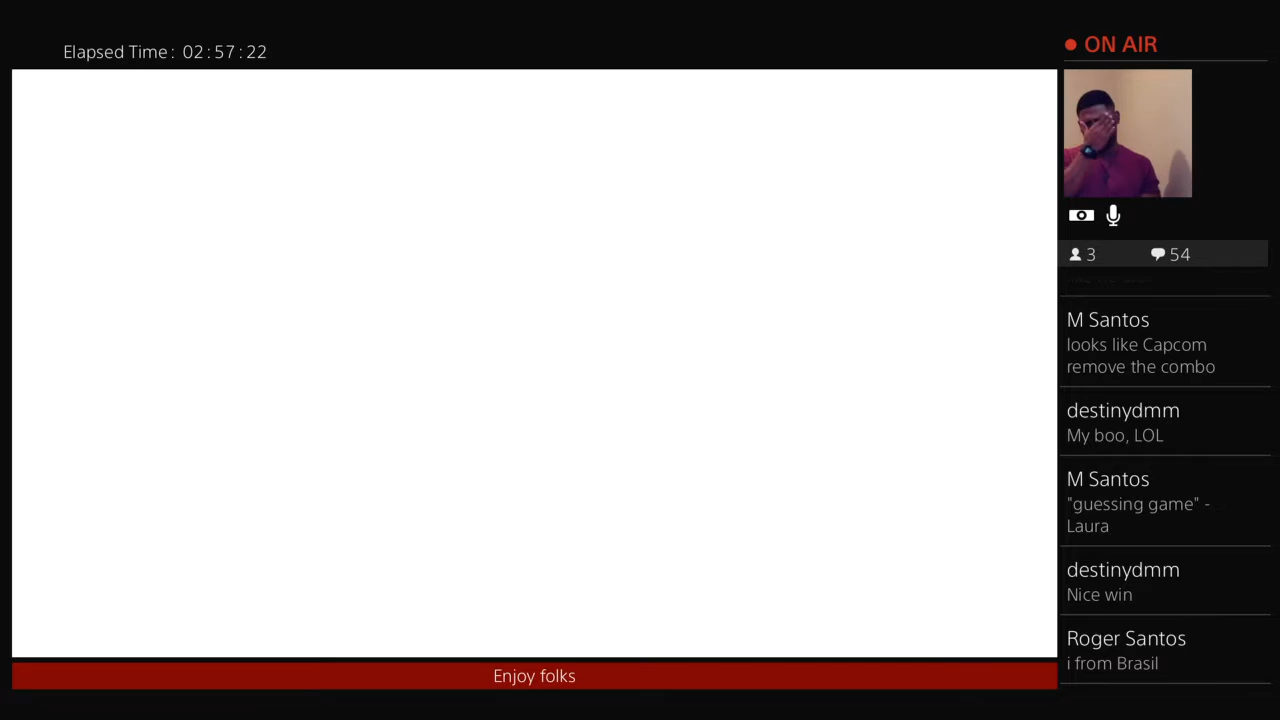 Elapsed Time: 02:57:22
ON AIR
3
54
M Santos
looks like Capcom
remove the combo
destinydmm
My boo, LOL
M Santos
"guessing game" -
Laura
destinydmm
Nice win
Roger Santos
i from Brasil
Enjoy folks